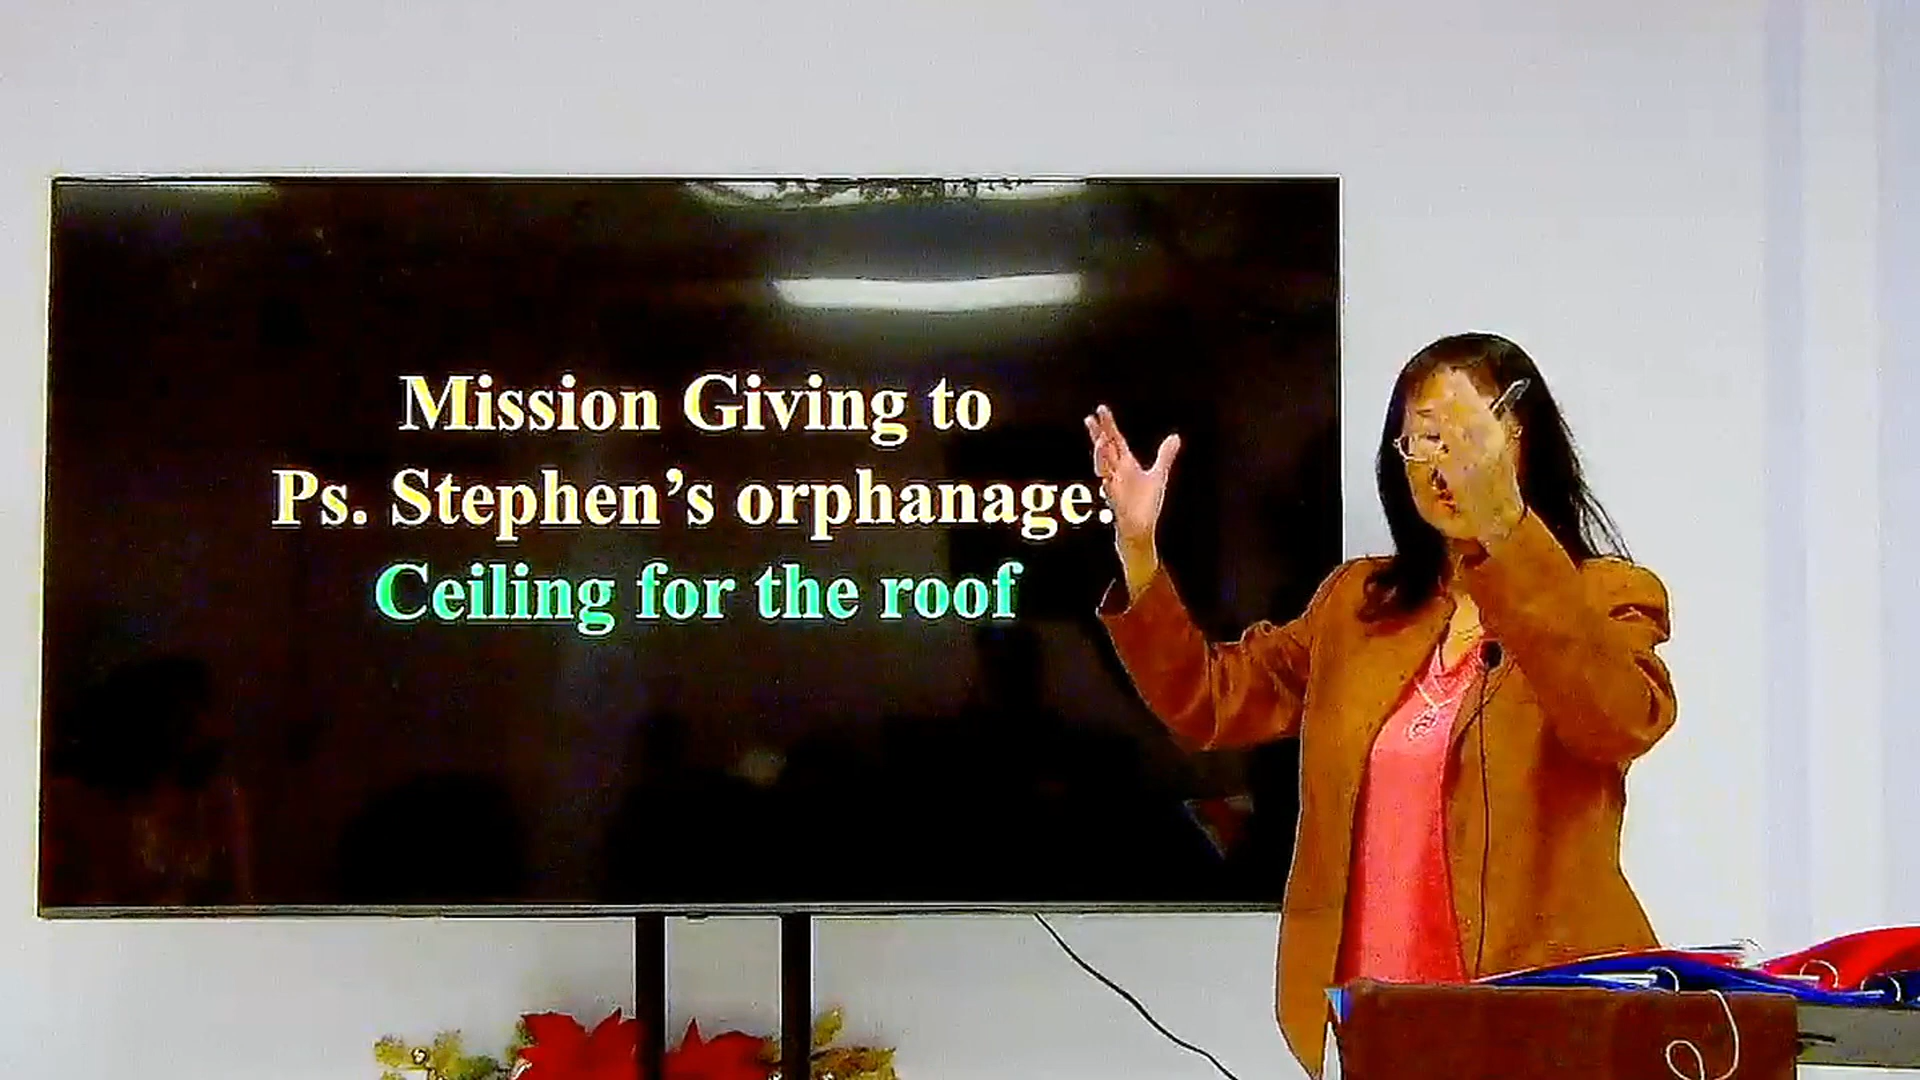 Mission Giving to
Ps. Stephen’s orphanage:
Ceiling for the roof